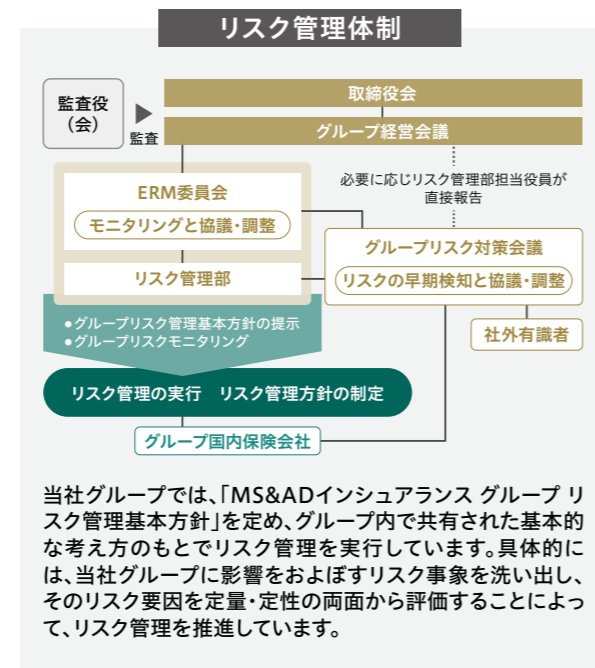 リスク管理体制
監査役
(会)
監査
取締役会
グループ経営会議
必要に応じリスク管理部担当役員が
直接報告
ERM委員会
モニタリングと協議・調整
リスク管理部
グループリスク対策会議
リスクの早期検知と協議・調整
社外有識者
●グループリスク管理基本方針の提示
●グループリスクモニタリング
リスク管理の実行 リスク管理方針の制定
グループ国内保険会社
当社グループでは、「MS&ADインシュアランス グループ リ
スク管理基本方針」を定め、グループ内で共有された基本的
な考え方のもとでリスク管理を実行しています。具体的に
は、当社グループに影響をおよぼすリスク事象を洗い出し、
そのリスク要因を定量・定性の両面から評価することによっ
て、リスク管理を推進しています。